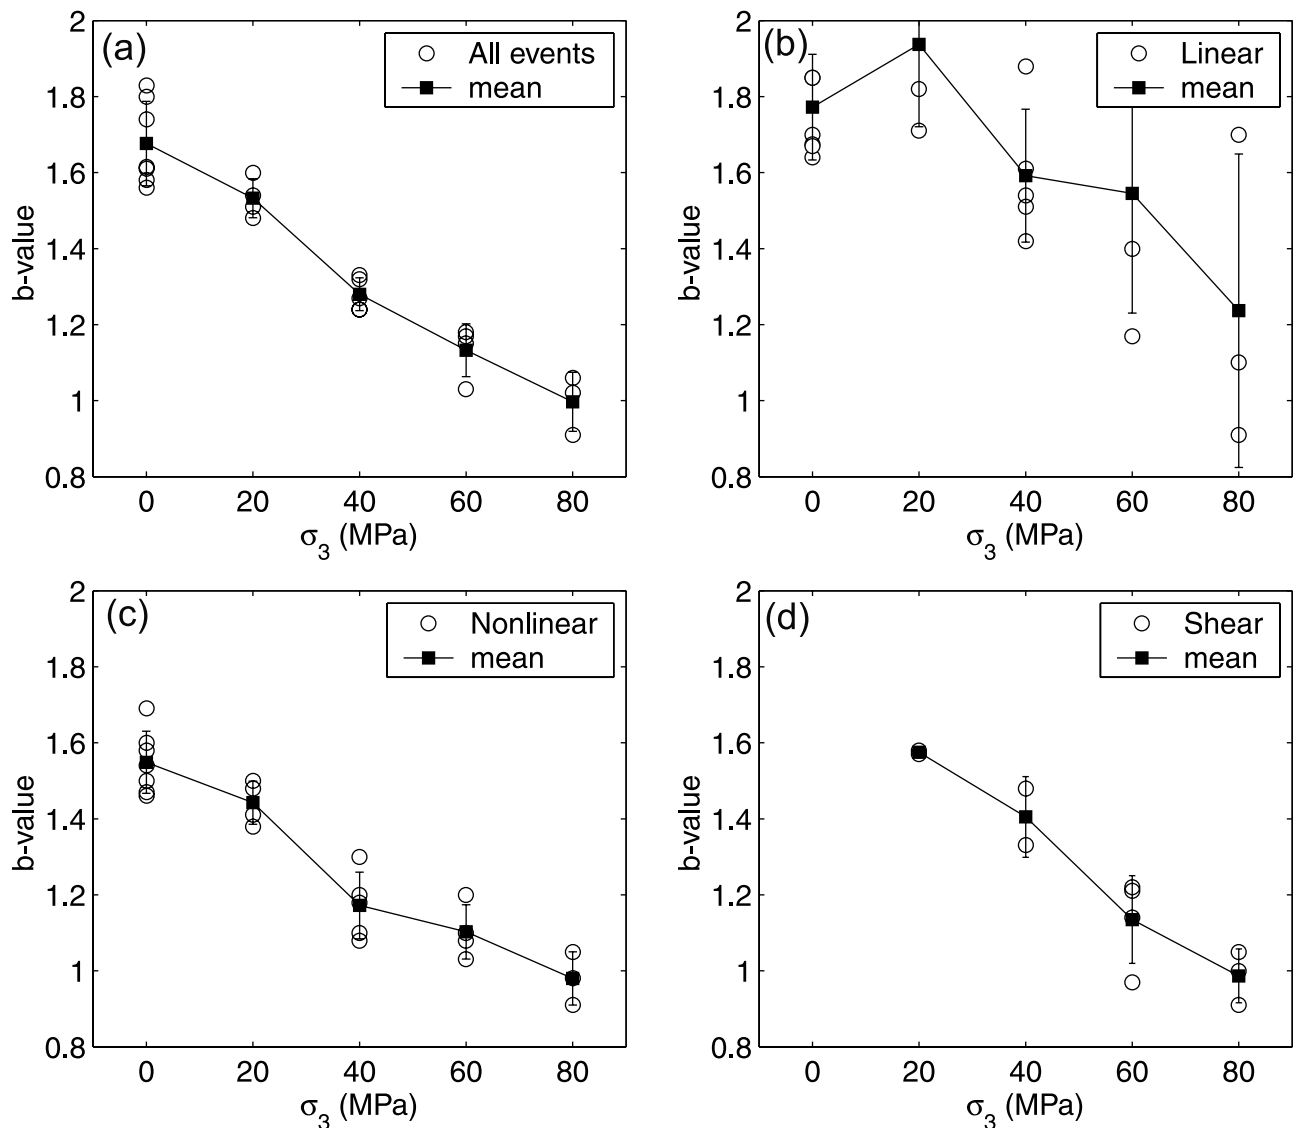 (a)
All events
mean
2
1.8
1.6
1.4
1.2
1
0.8
b-value
0 20 40 60 80
σ3 (MPa)
(b)
Linear
mean
2
1.8
1.6
1.4
1.2
1
0.8
b-value
0 20 40 60 80
σ3 (MPa)
(c)
Nonlinear
mean
2
1.8
1.6
1.4
1.2
1
0.8
b-value
0 20 40 60 80
σ3 (MPa)
(d)
Shear
mean
2
1.8
1.6
1.4
1.2
1
0.8
b-value
0 20 40 60 80
σ3 (MPa)